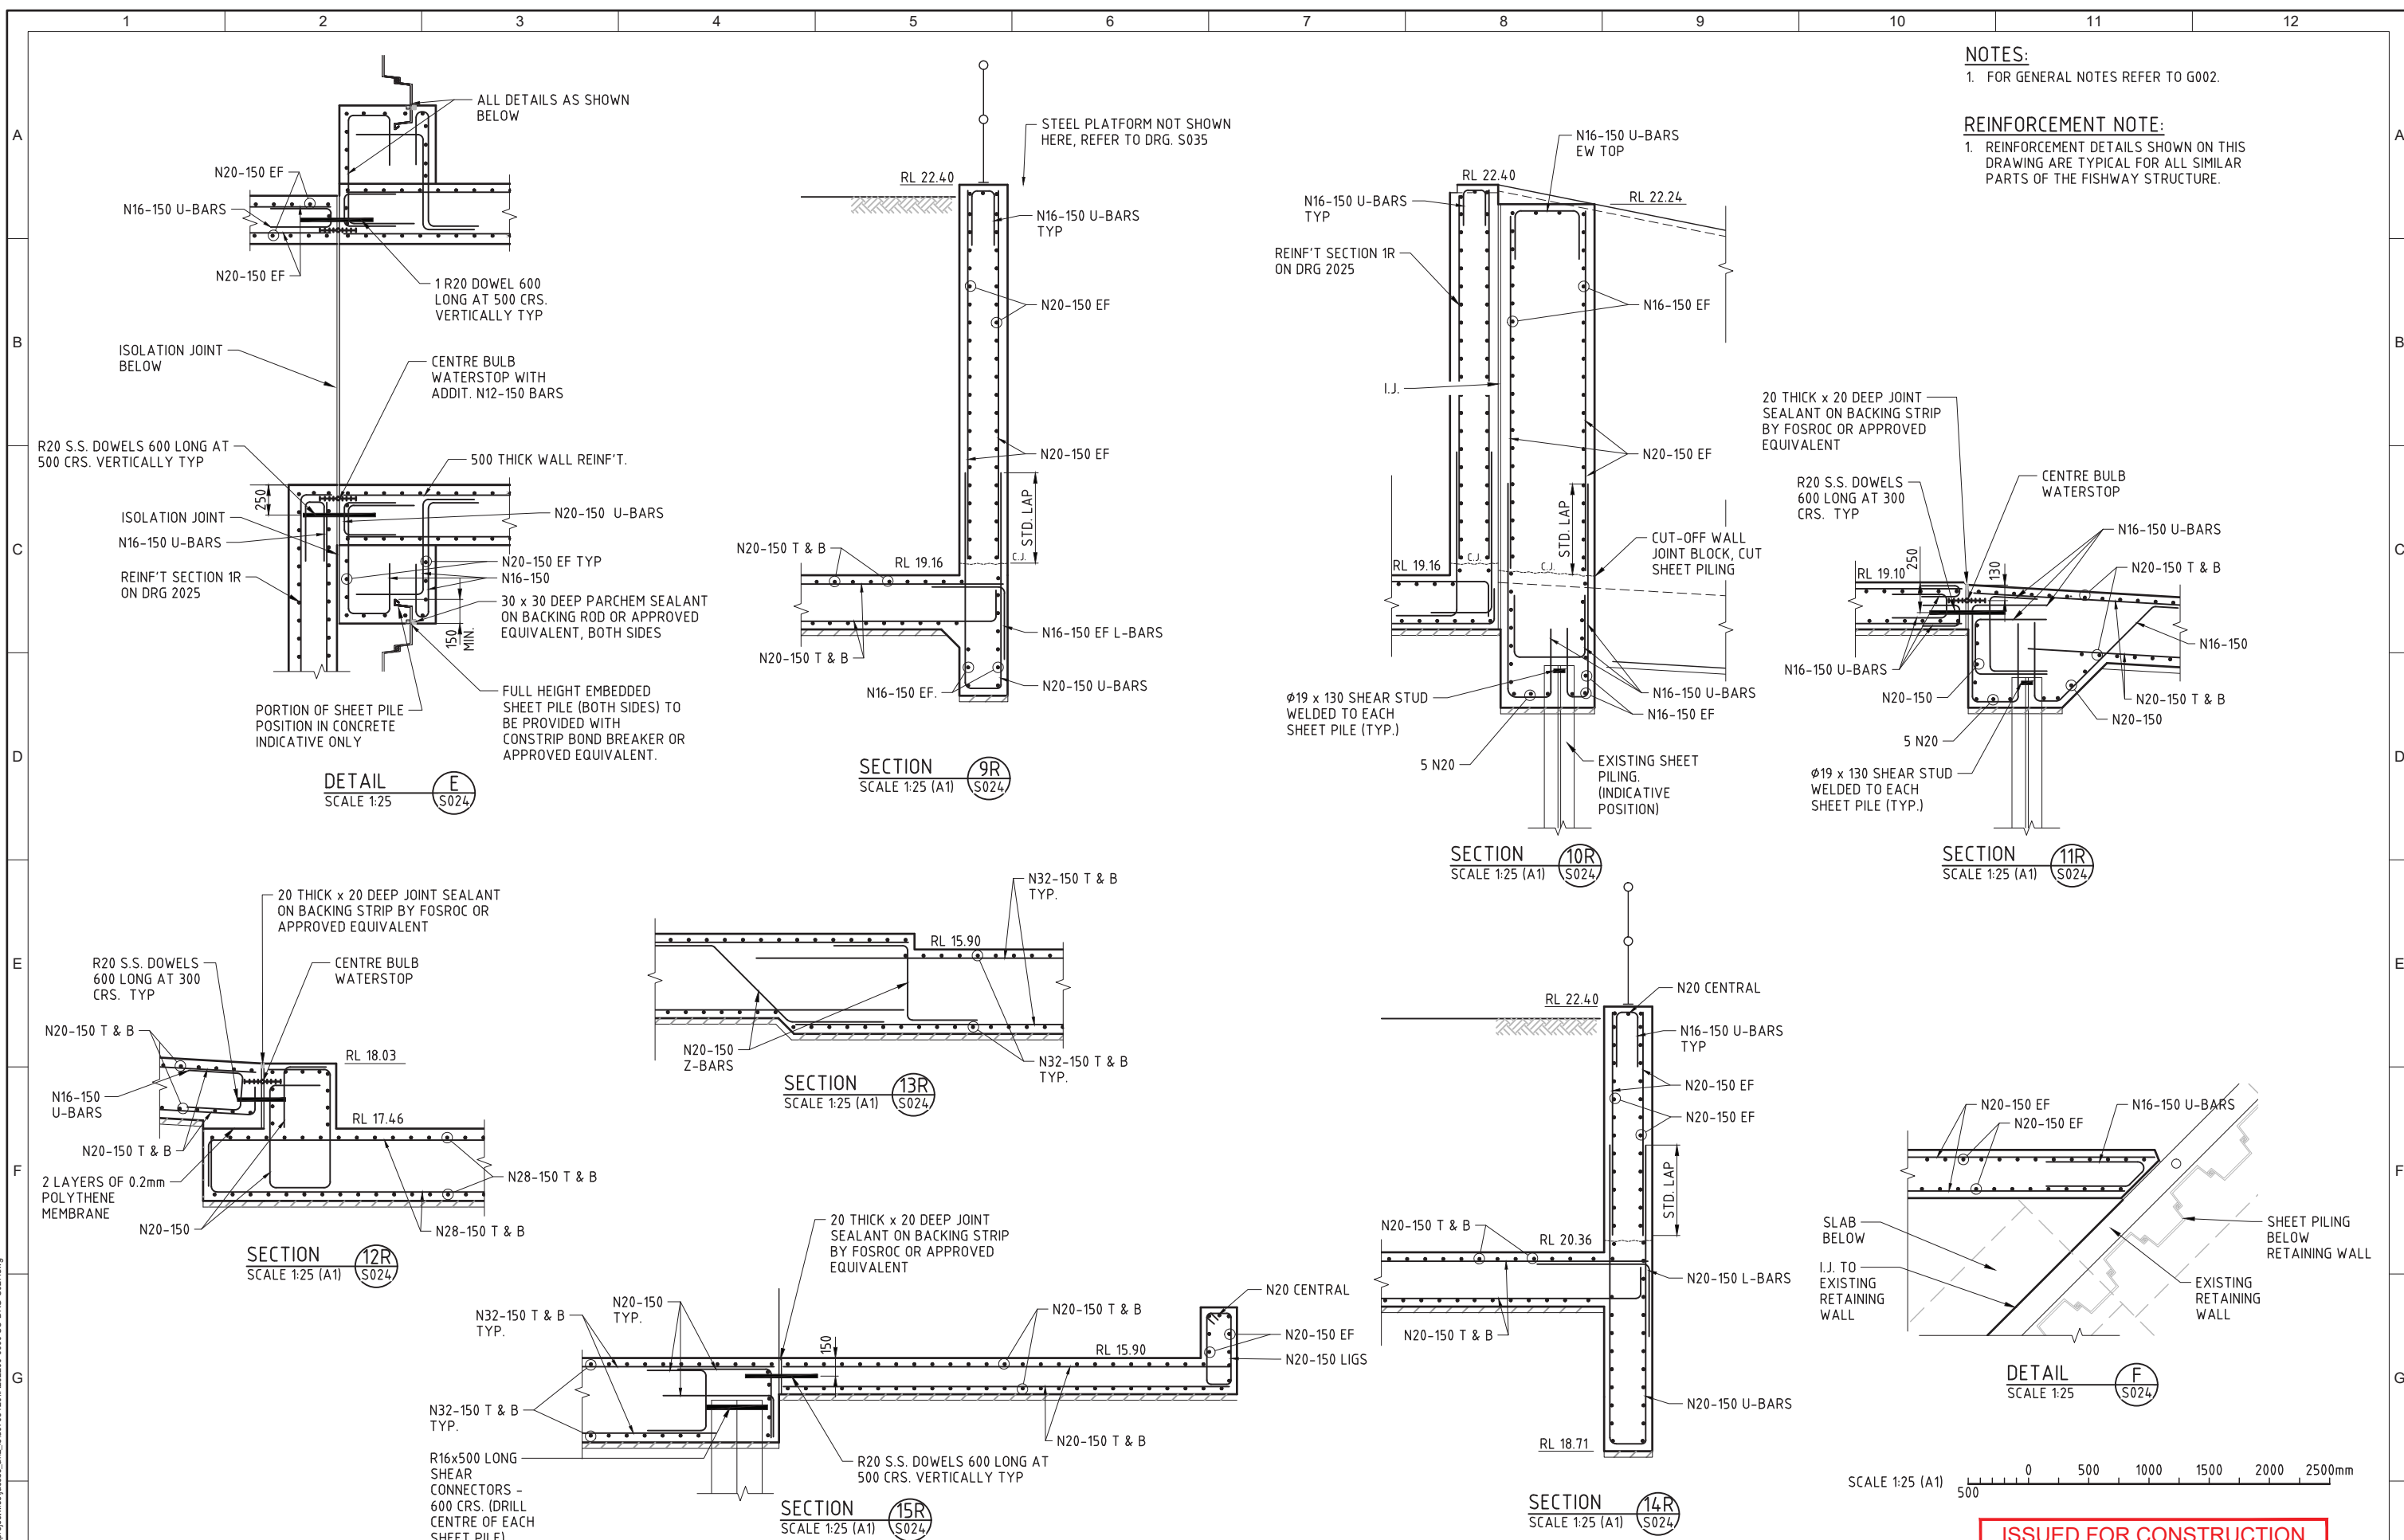 1 2 3 4 5 6 7 8 9 10 11 12
A
B
C
D
E
F
G
A
B
C
D
E
F
G
NOTES:
1. FOR GENERAL NOTES REFER TO G002.
REINFORCEMENT NOTE:
1. REINFORCEMENT DETAILS SHOWN ON THIS
DRAWING ARE TYPICAL FOR ALL SIMILAR
PARTS OF THE FISHWAY STRUCTURE.
ALL DETAILS AS SHOWN
BELOW
N20-150 EF
N16-150 U-BARS
N20-150 EF
1 R20 DOWEL 600
LONG AT 500 CRS.
VERTICALLY TYP
ISOLATION JOINT
BELOW
CENTRE BULB
WATERSTOP WITH
ADDIT. N12-150 BARS
R20 S.S. DOWELS 600 LONG AT
500 CRS. VERTICALLY TYP
500 THICK WALL REINF'T.
250
ISOLATION JOINT
N20-150 U-BARS
N16-150 U-BARS
N20-150 EF TYP
N16-150
REINF'T SECTION 1R
ON DRG 2025
30 x 30 DEEP PARCHEM SEALANT
ON BACKING ROD OR APPROVED
EQUIVALENT, BOTH SIDES
150
MIN.
PORTION OF SHEET PILE
POSITION IN CONCRETE
INDICATIVE ONLY
FULL HEIGHT EMBEDDED
SHEET PILE (BOTH SIDES) TO
BE PROVIDED WITH
CONSTRIP BOND BREAKER OR
APPROVED EQUIVALENT.
DETAIL
SCALE 1:25
E
S024
STEEL PLATFORM NOT SHOWN
HERE, REFER TO DRG. S035
RL 22.40
N16-150 U-BARS
TYP
N20-150 EF
N20-150 EF
STD. LAP
C.J.
N20-150 T & B
RL 19.16
N20-150 T & B
N16-150 EF L-BARS
N16-150 EF.
N20-150 U-BARS
SECTION
SCALE 1:25 (A1)
9R
S024
N16-150 U-BARS
EW TOP
RL 22.40
RL 22.24
N16-150 U-BARS
TYP
REINF'T SECTION 1R
ON DRG 2025
N16-150 EF
I.J.
N20-150 EF
STD. LAP
C.J.
C.J.
RL 19.16
CUT-OFF WALL
JOINT BLOCK, CUT
SHEET PILING
Ø19 x 130 SHEAR STUD
WELDED TO EACH
SHEET PILE (TYP.)
N16-150 U-BARS
N16-150 EF
5 N20
EXISTING SHEET
PILING.
(INDICATIVE
POSITION)
SECTION
SCALE 1:25 (A1)
10R
S024
20 THICK x 20 DEEP JOINT
SEALANT ON BACKING STRIP
BY FOSROC OR APPROVED
EQUIVALENT
R20 S.S. DOWELS
600 LONG AT 300
CRS. TYP
CENTRE BULB
WATERSTOP
N16-150 U-BARS
250
130
RL 19.10
N20-150 T & B
N16-150
N16-150 U-BARS
N20-150
N20-150 T & B
N20-150
5 N20
Ø19 x 130 SHEAR STUD
WELDED TO EACH
SHEET PILE (TYP.)
SECTION
SCALE 1:25 (A1)
11R
S024
20 THICK x 20 DEEP JOINT SEALANT
ON BACKING STRIP BY FOSROC OR
APPROVED EQUIVALENT
R20 S.S. DOWELS
600 LONG AT 300
CRS. TYP
CENTRE BULB
WATERSTOP
N20-150 T & B
RL 18.03
N16-150
U-BARS
RL 17.46
N20-150 T & B
2 LAYERS OF 0.2mm
POLYTHENE
MEMBRANE
N28-150 T & B
N20-150
N28-150 T & B
SECTION
SCALE 1:25 (A1)
12R
S024
N32-150 T & B
TYP.
RL 15.90
N20-150
Z-BARS
N32-150 T & B
TYP.
SECTION
SCALE 1:25 (A1)
13R
S024
N20 CENTRAL
RL 22.40
N16-150 U-BARS
TYP
N20-150 EF
N20-150 EF
STD. LAP
N20-150 T & B
RL 20.36
N20-150 L-BARS
N20-150 T & B
N20-150 U-BARS
RL 18.71
SECTION
SCALE 1:25 (A1)
14R
S024
N20-150 EF
N16-150 U-BARS
N20-150 EF
SLAB
BELOW
SHEET PILING
BELOW
RETAINING WALL
I.J. TO
EXISTING
RETAINING
WALL
EXISTING
RETAINING
WALL
DETAIL
SCALE 1:25
F
S024
20 THICK x 20 DEEP JOINT
SEALANT ON BACKING STRIP
BY FOSROC OR APPROVED
EQUIVALENT
N32-150 T & B
TYP.
N20-150
TYP.
150
N20-150 T & B
N20 CENTRAL
N20-150 EF
RL 15.90
N20-150 LIGS
N32-150 T & B
TYP.
N20-150 T & B
R16x500 LONG
SHEAR
CONNECTORS -
600 CRS. (DRILL
CENTRE OF EACH
SHEET PILE)
R20 S.S. DOWELS 600 LONG AT
500 CRS. VERTICALLY TYP
SECTION
SCALE 1:25 (A1)
15R
S024
SCALE 1:25 (A1)
500 0 500 1000 1500 2000 2500mm
ISSUED FOR CONSTRUCTION